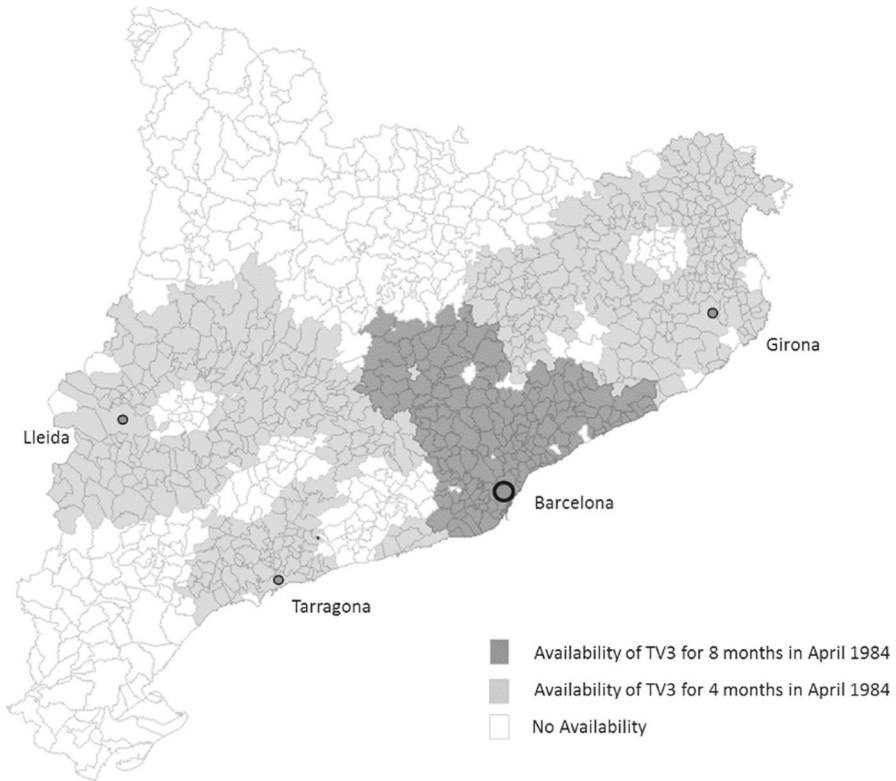 Girona
Lleida
Barcelona
Tarragona
Availability of TV3 for 8 months in April 1984
Availability of TV3 for 4 months in April 1984
No Availability